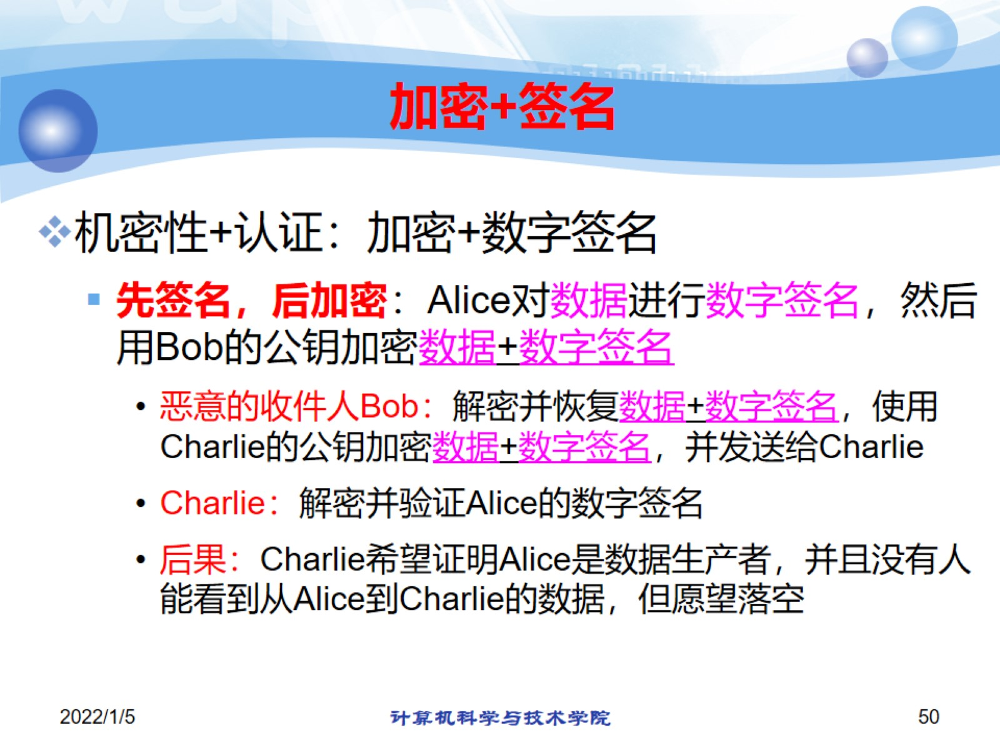 加密+签名
机密性+认证：加密+数字签名
先签名，后加密：Alice对数据进行数字签名，然后
用Bob的公钥加密数据+数字签名
• 恶意的收件人Bob：解密并恢复数据+数字签名，使用
Charlie的公钥加密数据+数字签名，并发送给Charlie
• Charlie：解密并验证Alice的数字签名
• 后果：Charlie希望证明Alice是数据生产者，并且没有人
能看到从Alice到Charlie的数据，但愿望落空
2022/1/5
计算机科学与技术学院
50